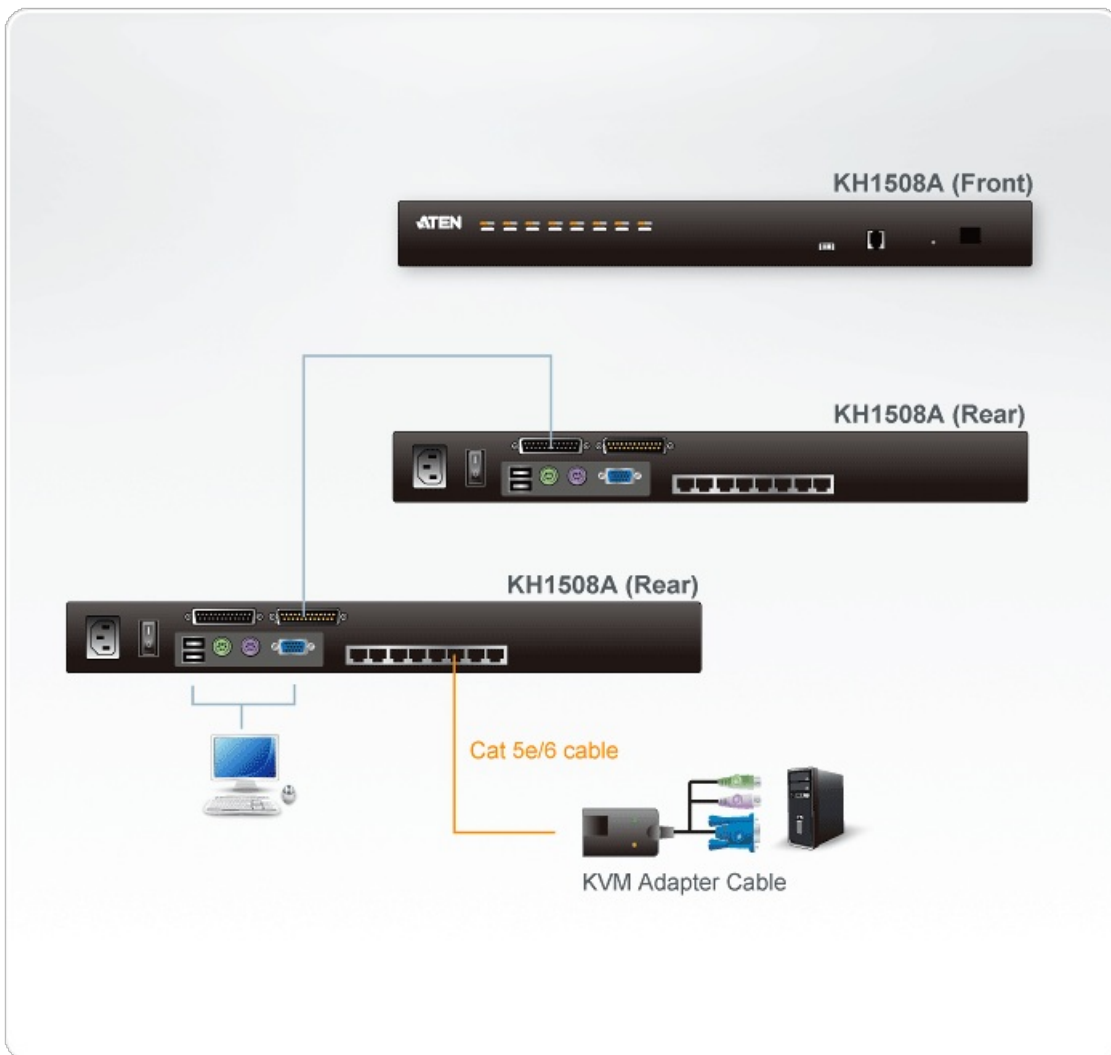 KH1508A (Front)
ATEN
KH1508A (Rear)
KH1508A (Rear)
Cat 5e/6 cable
KVM Adapter Cable